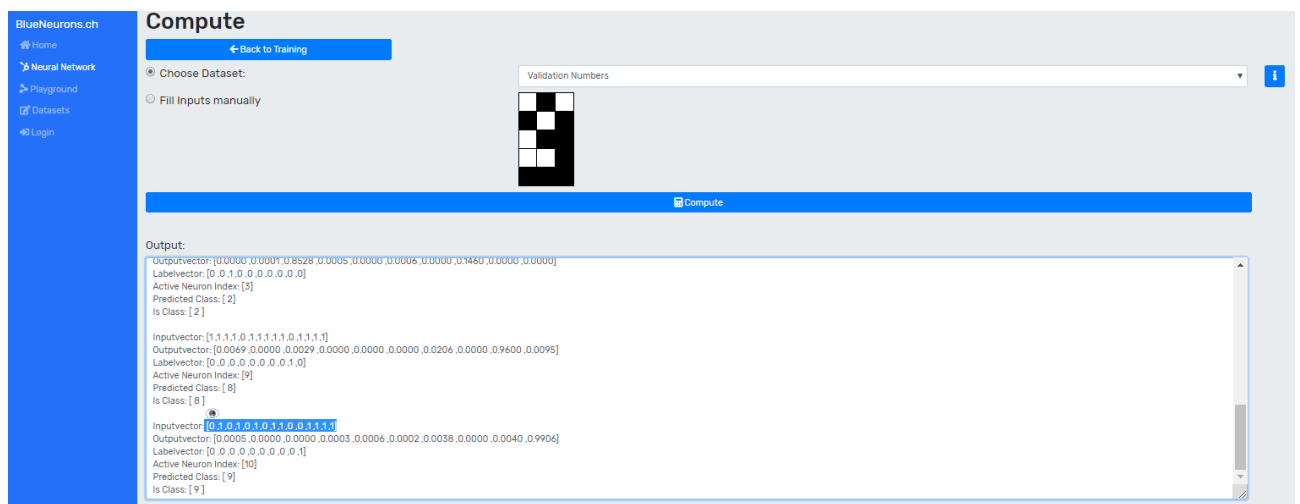 BlueNeurons.ch
Home
Neural Network
Playground
Datasets
Login
Compute
Back to Training
Choose Dataset:
Validation Numbers
i
Fill Inputs manually
Compute
Output:
Outputvector: [0.0000 ,0.0001 ,0.8528 ,0.0005 ,0.0000 ,0.0006 ,0.0000 ,0.1460 ,0.0000 ,0.0000]
Labelvector: [0 ,0 ,1 ,0 ,0 ,0 ,0 ,0 ,0 ,0]
Active Neuron Index: [3]
Predicted Class: [ 2]
Is Class: [ 2 ]
Inputvector: [1 ,1 ,1 ,1 ,0 ,1 ,1 ,1 ,1 ,1 ,0 ,1 ,1 ,1 ,1]
Outputvector: [0.0069 ,0.0000 ,0.0029 ,0.0000 ,0.0000 ,0.0000 ,0.0206 ,0.0000 ,0.9600 ,0.0095]
Labelvector: [0 ,0 ,0 ,0 ,0 ,0 ,0 ,0 ,1 ,0]
Active Neuron Index: [9]
Predicted Class: [ 8]
Is Class: [ 8 ]
Inputvector: [0 ,1 ,0 ,1 ,0 ,1 ,0 ,1 ,1 ,0 ,0 ,1 ,1 ,1 ,1]
Outputvector: [0.0005 ,0.0000 ,0.0000 ,0.0003 ,0.0006 ,0.0002 ,0.0038 ,0.0000 ,0.0040 ,0.9906]
Labelvector: [0 ,0 ,0 ,0 ,0 ,0 ,0 ,0 ,0 ,1]
Active Neuron Index: [10]
Predicted Class: [ 9]
Is Class: [ 9 ]